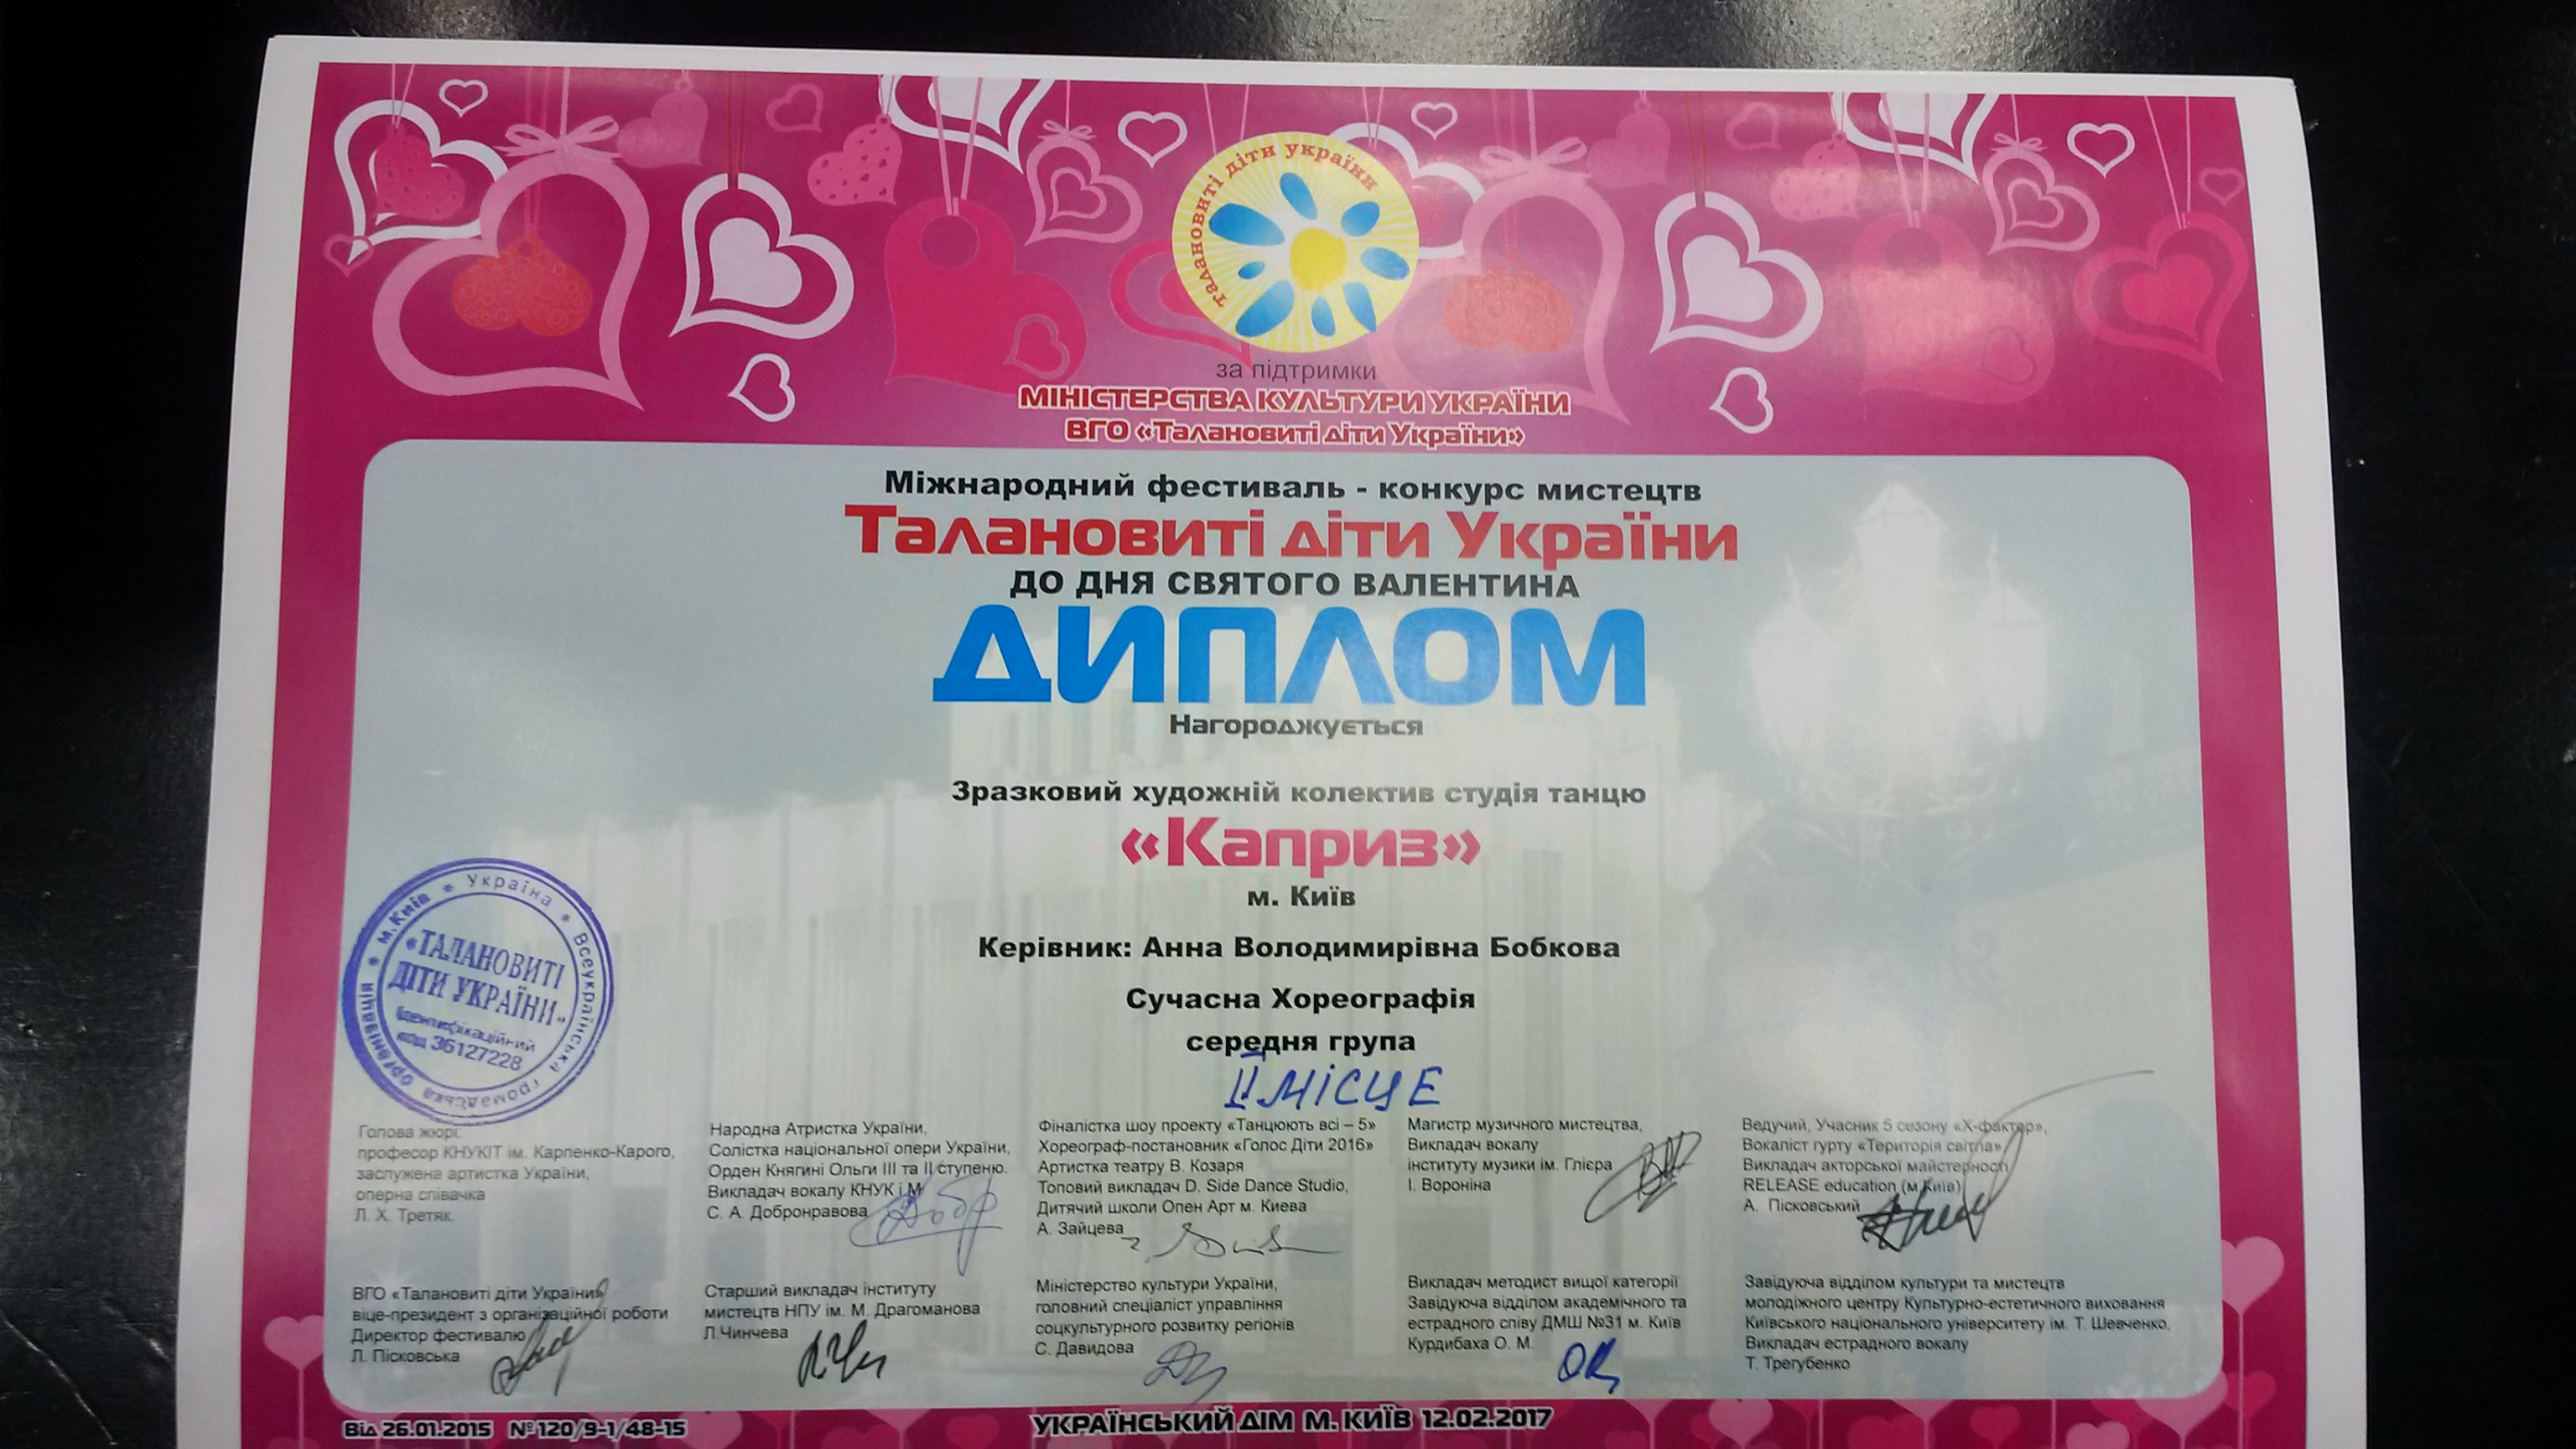 таланoвиті діти україни
за підтримки
МІНІСТЕРСТВА КУЛЬТУРИ УКРАЇНИ
ВГО «Талановиті діти України»
Міжнародний фестиваль - конкурс мистецтв
Талановиті діти України
ДО ДНЯ СВЯТОГО ВАЛЕНТИНА
ДИПЛОМ
Нагороджується
Зразковий художній колектив студія танцю
«Каприз»
м. Київ
Керівник: Анна Володимирівна Бобкова
Сучасна Хореографія
середня група
II МІСЦЕ
м. Київ * Україна * Всеукраїнська громадська організація *
«ТАЛАНОВИТІ
ДІТИ УКРАЇНИ»
Ідентифікаційний
код 36127228
Голова жюрі:
професор КНУКІТ ім. Карпенко-Карого,
заслужена артистка України,
оперна співачка
Л. Х. Третяк.
Народна Атристка України,
Солістка національної опери України,
Орден Княгині Ольги III та II ступеню.
Викладач вокалу КНУК і М
С. А. Добронравова
Фіналістка шоу проекту «Танцюють всі – 5»
Хореограф-постановник «Голос Діти 2016»
Артистка театру В. Козаря
Топовий викладач D. Side Dance Studio,
Дитячий школи Опен Арт м. Киева
А. Зайцева
Магистр музичного мистецтва,
Викладач вокалу
інституту музики ім. Глієра
І. Вороніна
Ведучий, Учасник 5 сезону «Х-фактор»,
Вокаліст гурту «Територія світла»
Викладач акторської майстерності
RELEASE education (м.Київ)
А. Пісковський
ВГО «Талановиті діти України»
віце-президент з організаційної роботи
Директор фестивалю
Л. Пісковська
Старший викладач інституту
мистецтв НПУ ім. М. Драгоманова
Л.Чинчева
Міністерство культури України,
головний спеціаліст управління
соцкультурного розвитку регіонів
С. Давидова
Викладач методист вищої категорії
Завідуюча відділом академічного та
естрадного співу ДМШ №31 м. Київ
Курдибаха О. М.
Завідуюча відділом культури та мистецтв
молодіжного центру Культурно-естетичного виховання
Київського національного університету ім. Т. Шевченко,
Викладач естрадного вокалу
Т. Трегубенко
Від 26.01.2015 №120/9-1/48-15
УКРАЇНСЬКИЙ ДІМ М. КИЇВ 12.02.2017